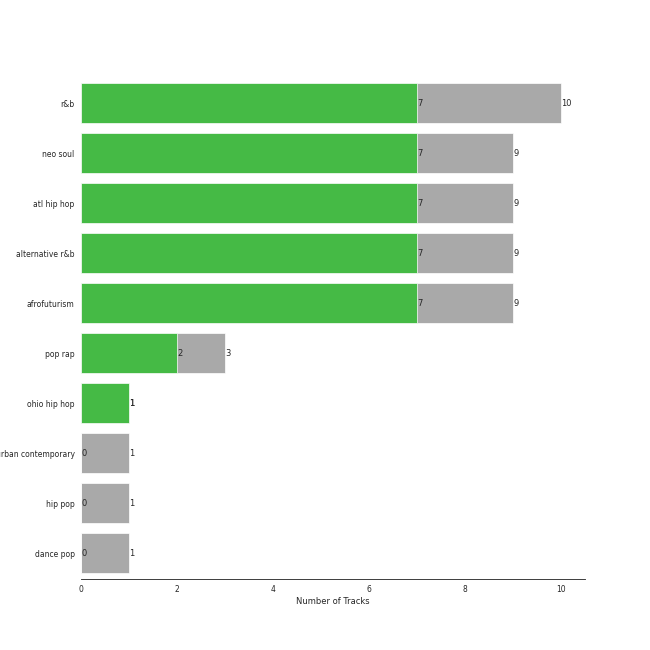 r&b 7 10
neo soul 7 9
atl hip hop 7 9
alternative r&b 7 9
afrofuturism 7 9
pop rap 2 3
ohio hip hop 1
rban contemporary 0 1
hip pop 0 1
dance pop 0 1
0 2 4 6 8 10
Number of Tracks